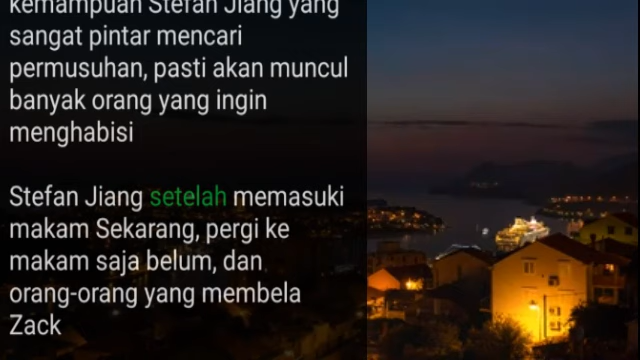 kemampuan Stefan Jiang yang
sangat pintar mencari
permusuhan, pasti akan muncul
banyak orang yang ingin
menghabisi
Stefan Jiang setelah memasuki
makam Sekarang, pergi ke
makam saja belum, dan
orang-orang yang membela
Zack